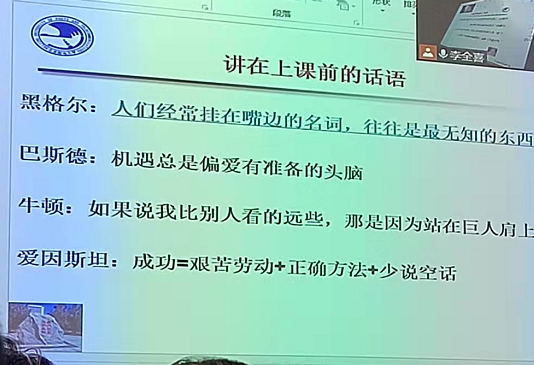 形状
段落
李全喜
讲在上课前的话语
黑格尔：人们经常挂在嘴边的名词，往往是最无知的东西
巴斯德：机遇总是偏爱有准备的头脑
牛顿：如果说我比别人看的远些，那是因为站在巨人肩上
爱因斯坦：成功=艰苦劳动+正确方法+少说空话